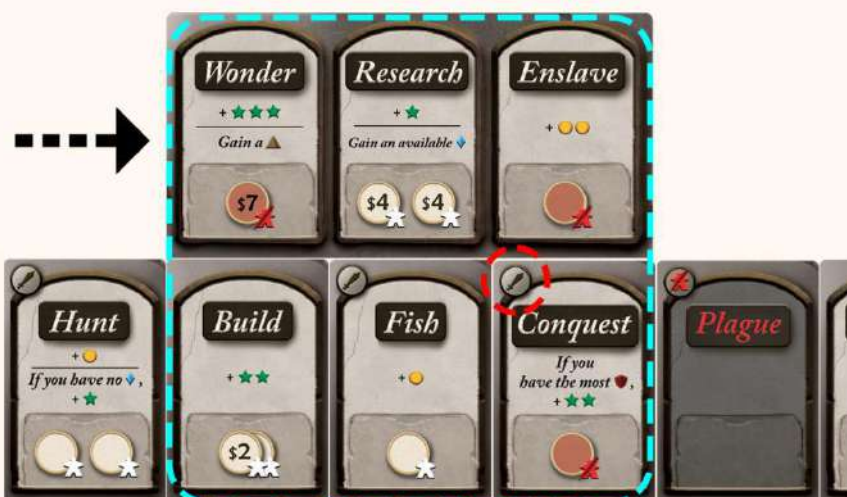 Wonder
+
Gain a
$7
Research
+
Gain an available
$4 $4
Enslave
+
Hunt
+
If you have no ,
+
Build
+
$2
Fish
+
Conquest
If you
have the most ,
+
Plague